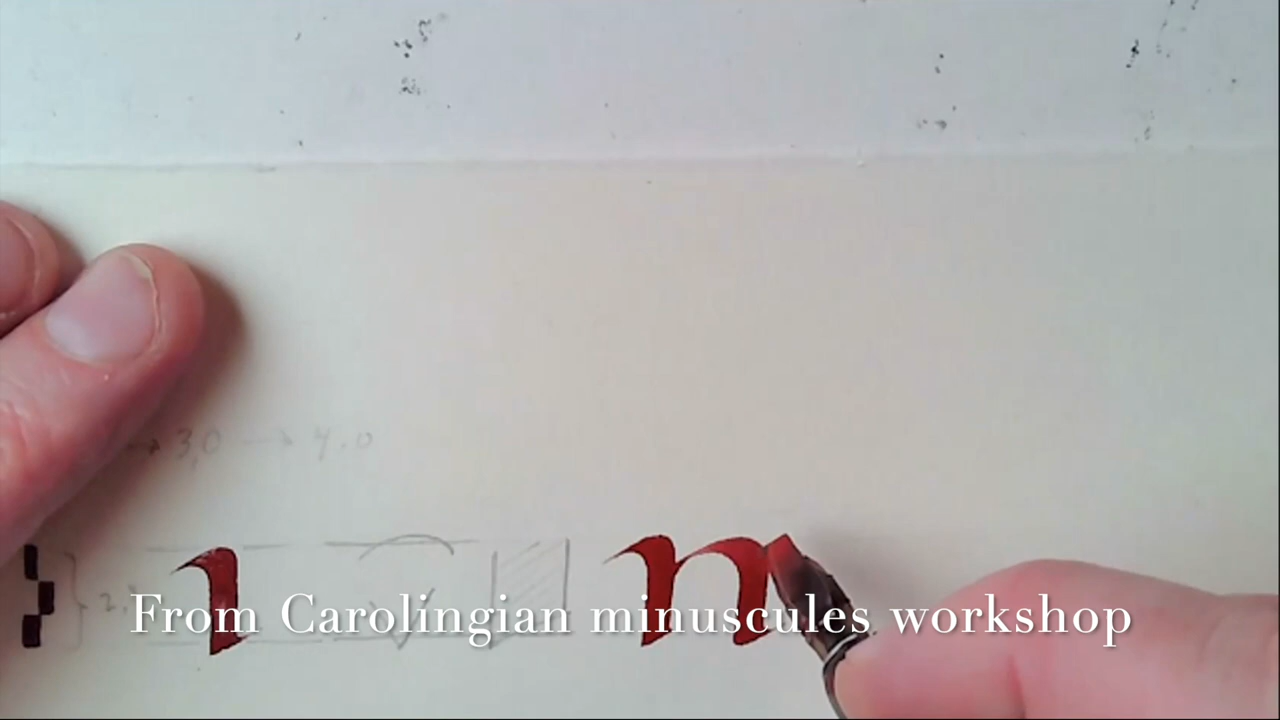 → 3.0 → 4.0
ı n
From Carolingian minuscules workshop